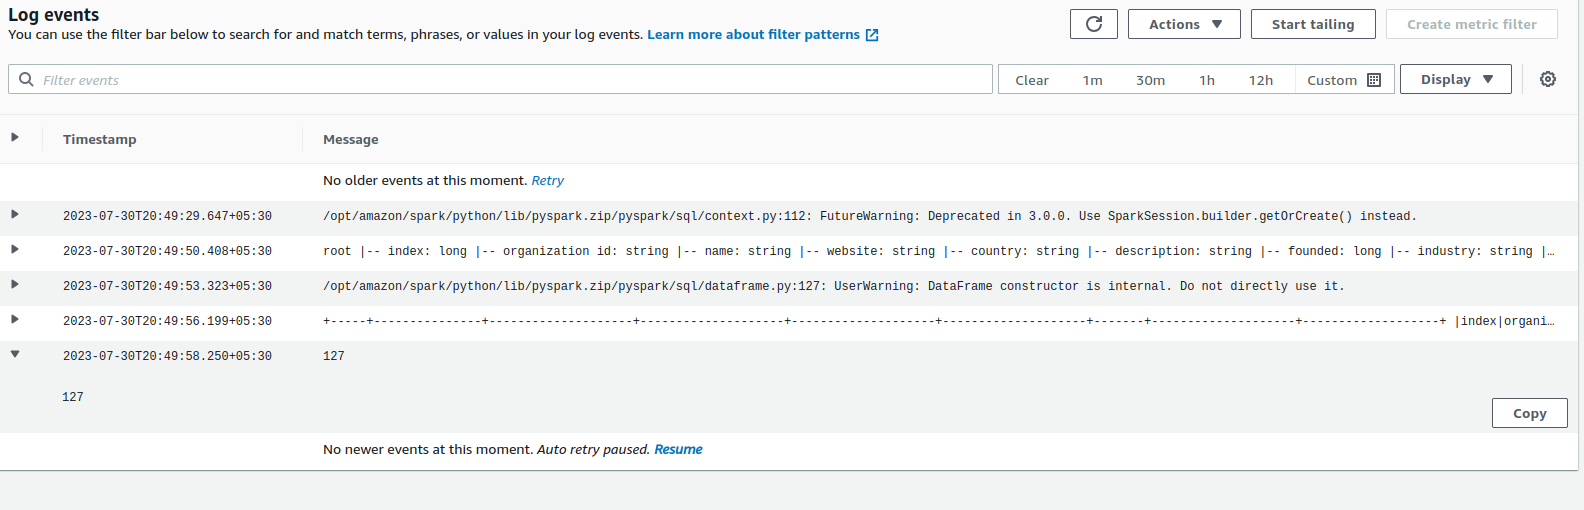 Log events
You can use the filter bar below to search for and match terms, phrases, or values in your log events. Learn more about filter patterns
Actions
Start tailing
Create metric filter
Filter events
Clear 1m 30m 1h 12h Custom
Display
Timestamp Message
No older events at this moment. Retry
2023-07-30T20:49:29.647+05:30 /opt/amazon/spark/python/lib/pyspark.zip/pyspark/sql/context.py:112: FutureWarning: Deprecated in 3.0.0. Use SparkSession.builder.getOrCreate() instead.
2023-07-30T20:49:50.408+05:30 root |-- index: long |-- organization id: string |-- name: string |-- website: string |-- country: string |-- description: string |-- founded: long |-- industry: string |…
2023-07-30T20:49:53.323+05:30 /opt/amazon/spark/python/lib/pyspark.zip/pyspark/sql/dataframe.py:127: UserWarning: DataFrame constructor is internal. Do not directly use it.
2023-07-30T20:49:56.199+05:30 +-----+---------------+--------------------+--------------------+--------------------+--------------------+-------+--------------------+-------------------+ |index|organi…
2023-07-30T20:49:58.250+05:30 127
127
Copy
No newer events at this moment. Auto retry paused. Resume